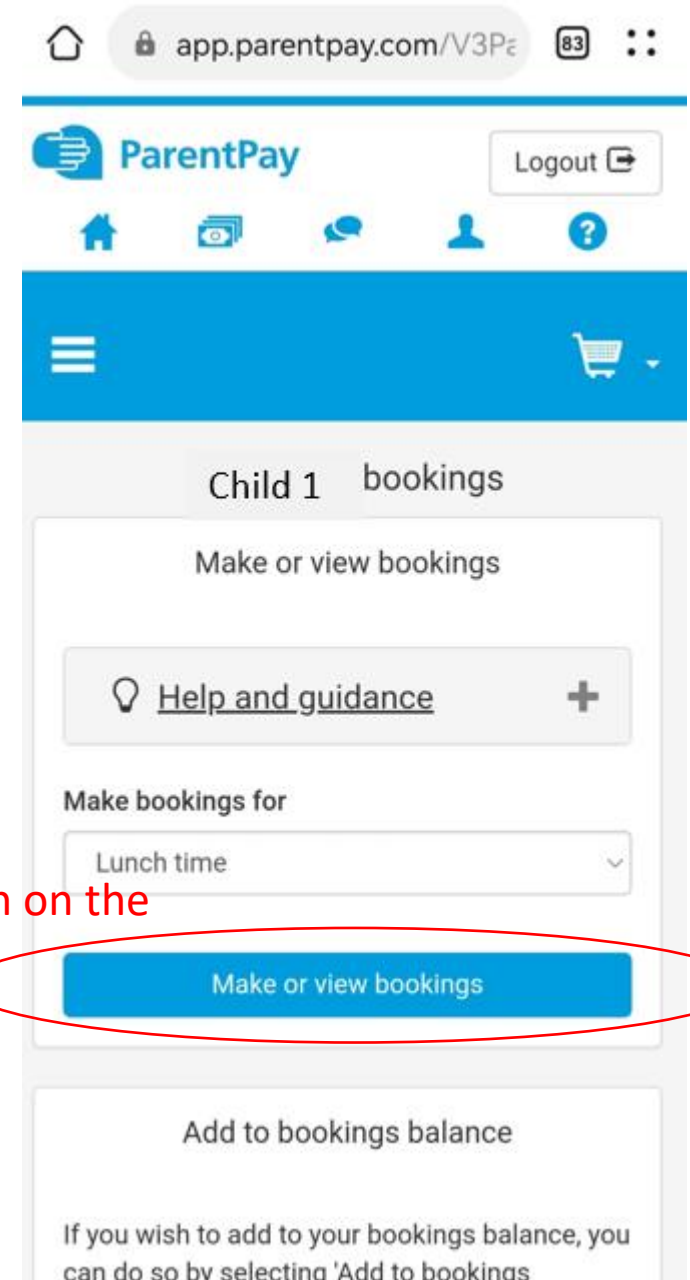 app.parentpay.com/V3Pa
83
ParentPay
Logout
?
Child 1 bookings
Make or view bookings
Help and guidance
Make bookings for
Lunch time
on the
Make or view bookings
Add to bookings balance
If you wish to add to your bookings balance, you
can do so by selecting 'Add to bookings